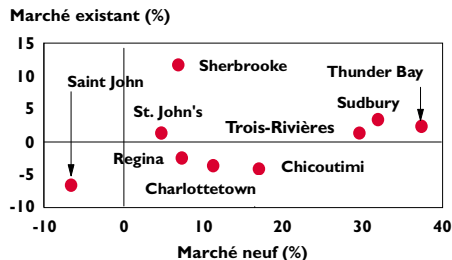 Marché existant (%)
15
10
5
0
-5
-10
Saint John
Sherbrooke
Thunder Bay
Sudbury
St. John's
Trois-Rivières
Regina
Chicoutimi
Charlottetown
-10 0 10 20 30 40
Marché neuf (%)